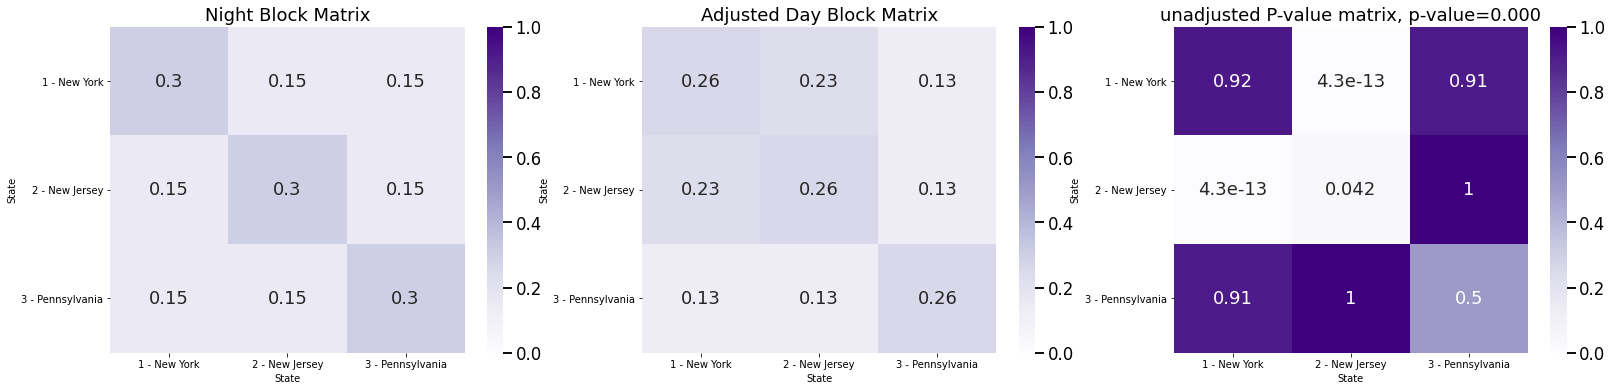 Night Block Matrix
1 - New York
2 - New Jersey
3 - Pennsylvania
State
0.3 0.15 0.15
0.15 0.3 0.15
0.15 0.15 0.3
1 - New York 2 - New Jersey 3 - Pennsylvania
State
1.0
0.8
0.6
0.4
0.2
0.0
Adjusted Day Block Matrix
1 - New York
2 - New Jersey
3 - Pennsylvania
State
0.26 0.23 0.13
0.23 0.26 0.13
0.13 0.13 0.26
1 - New York 2 - New Jersey 3 - Pennsylvania
State
1.0
0.8
0.6
0.4
0.2
0.0
unadjusted P-value matrix, p-value=0.000
1 - New York
2 - New Jersey
3 - Pennsylvania
State
0.92 4.3e-13 0.91
4.3e-13 0.042 1
0.91 1 0.5
1 - New York 2 - New Jersey 3 - Pennsylvania
State
1.0
0.8
0.6
0.4
0.2
0.0